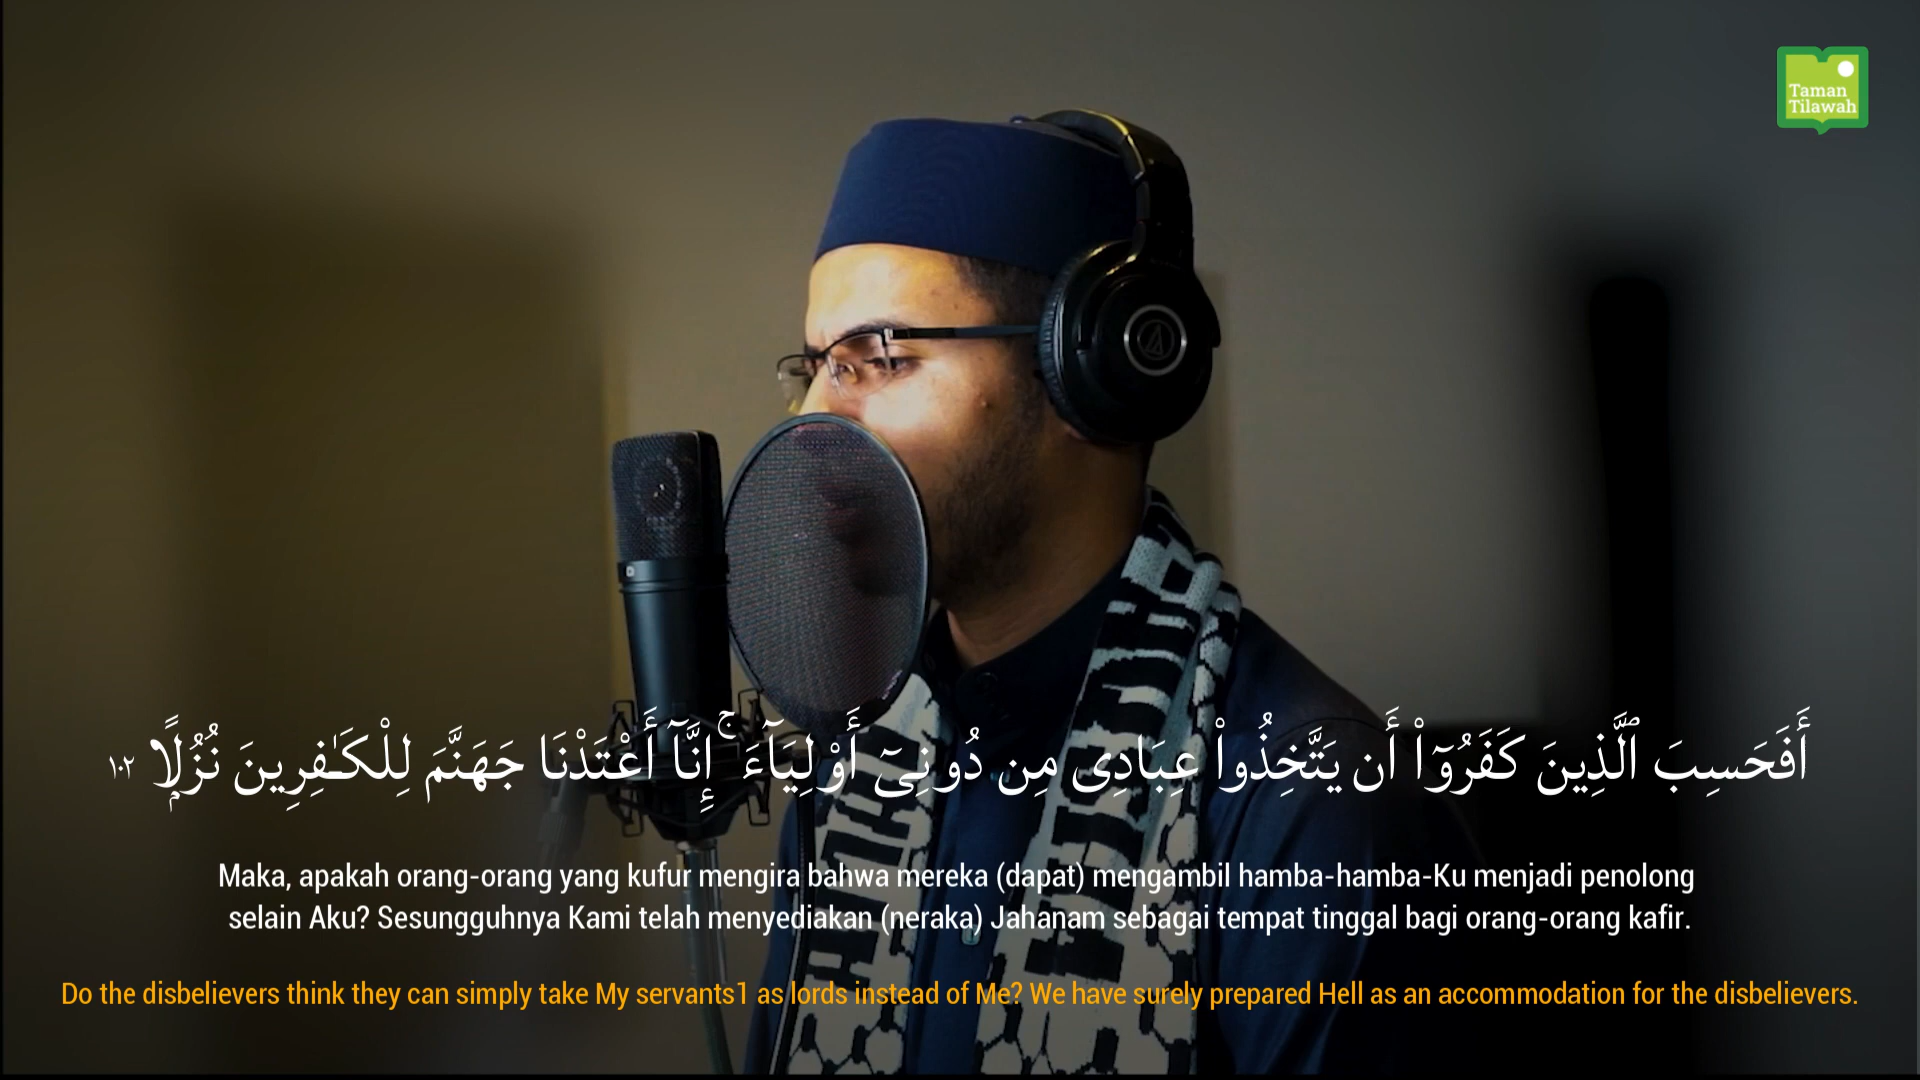 Taman
Tilawah
أَفَحَسِبَ ٱلَّذِينَ كَفَرُوٓا۟ أَن يَتَّخِذُوا۟ عِبَادِى مِن دُونِىٓ أَوْلِيَآءَ ۚ إِنَّآ أَعْتَدْنَا جَهَنَّمَ لِلْكَـٰفِرِينَ نُزُلًۭا ١٠٢
Maka, apakah orang-orang yang kufur mengira bahwa mereka (dapat) mengambil hamba-hamba-Ku menjadi penolong
selain Aku? Sesungguhnya Kami telah menyediakan (neraka) Jahanam sebagai tempat tinggal bagi orang-orang kafir.
Do the disbelievers think they can simply take My servants1 as lords instead of Me? We have surely prepared Hell as an accommodation for the disbelievers.